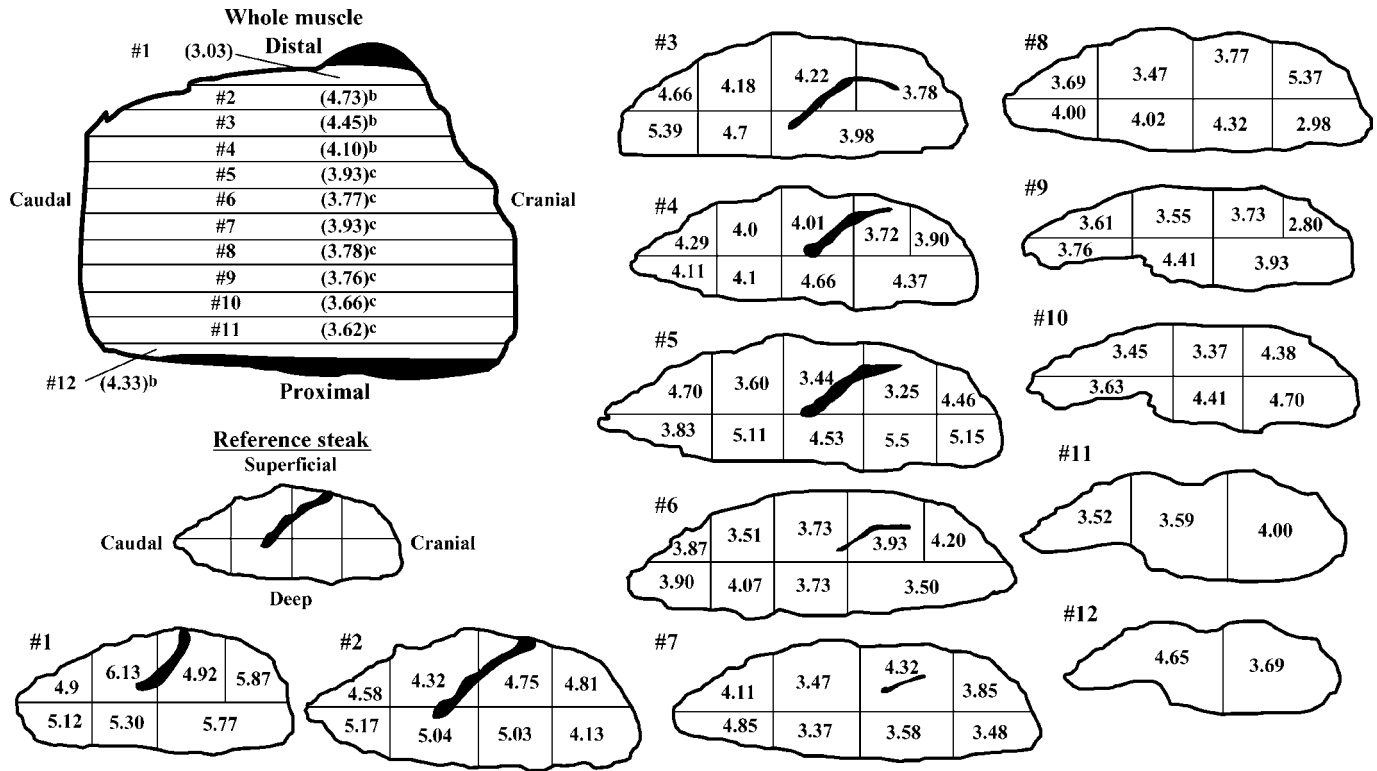 Whole muscle
#1 (3.03)
Distal
#2 (4.73)b
#3 (4.45)b
#4 (4.10)b
#5 (3.93)c
#6 (3.77)c
#7 (3.93)c
#8 (3.78)c
#9 (3.76)c
#10 (3.66)c
#11 (3.62)c
Caudal
Cranial
#12 (4.33)b
Proximal
Reference steak
Superficial
Caudal
Cranial
Deep
#1
4.9 6.13 4.92 5.87
5.12 5.30 5.77
#2
4.58 4.32 4.75 4.81
5.17 5.04 5.03 4.13
#3
4.66 4.18 4.22 3.78
5.39 4.7 3.98
#4
4.29 4.0 4.01 3.72 3.90
4.11 4.1 4.66 4.37
#5
4.70 3.60 3.44 3.25 4.46
3.83 5.11 4.53 5.5 5.15
#6
3.87 3.51 3.73 3.93 4.20
3.90 4.07 3.73 3.50
#7
4.11 3.47 4.32 3.85
4.85 3.37 3.58 3.48
#8
3.69 3.47 3.77 5.37
4.00 4.02 4.32 2.98
#9
3.61 3.55 3.73 2.80
3.76 4.41 3.93
#10
3.45 3.37 4.38
3.63 4.41 4.70
#11
3.52 3.59 4.00
#12
4.65 3.69